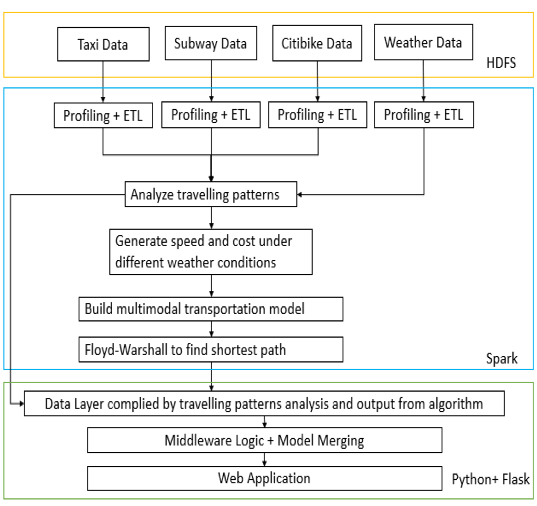 Taxi Data
Subway Data
Citibike Data
Weather Data
HDFS
Profiling + ETL
Profiling + ETL
Profiling + ETL
Profiling + ETL
Analyze travelling patterns
Generate speed and cost under
different weather conditions
Build multimodal transportation model
Floyd-Warshall to find shortest path
Spark
Data Layer complied by travelling patterns analysis and output from algorithm
Middleware Logic + Model Merging
Web Application
Python+ Flask